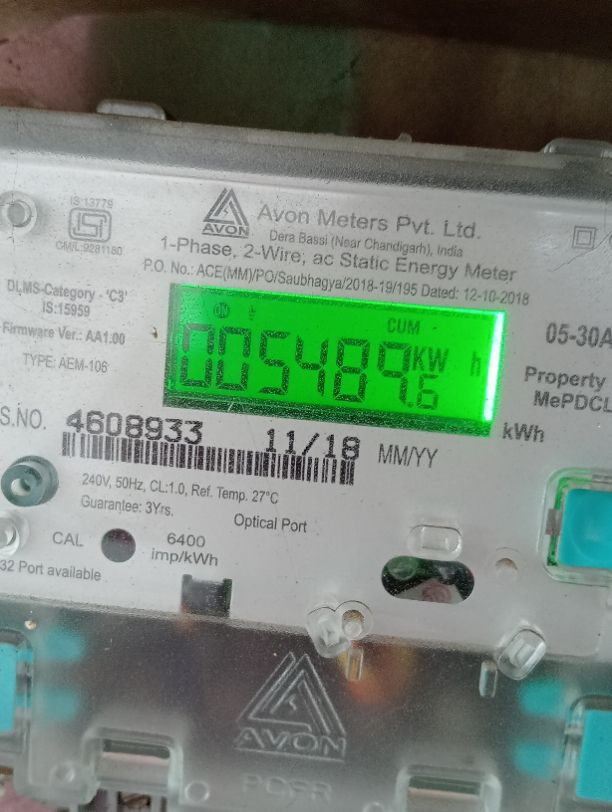 IS 13779
CM/L:9281180
AVON
Avon Meters Pvt. Ltd.
Dera Bassi (Near Chandigarh), India
1-Phase, 2-Wire; ac Static Energy Meter
P.O. No.: ACE(MM)/PO/Saubhagya/2018-19/195 Dated: 12-10-2018
DLMS-Category - 'C3'
IS:15959
Firmware Ver.: AA1.00
TYPE: AEM-106
ON
CUM
005489.6 KW h
05-30A
Property
MePDCL
kWh
S.NO. 4608933 11/18 MM/YY
240V, 50Hz, CL:1.0, Ref. Temp. 27°C
Guarantee: 3Yrs.
Optical Port
CAL
6400
imp/kWh
32 Port available
AVON